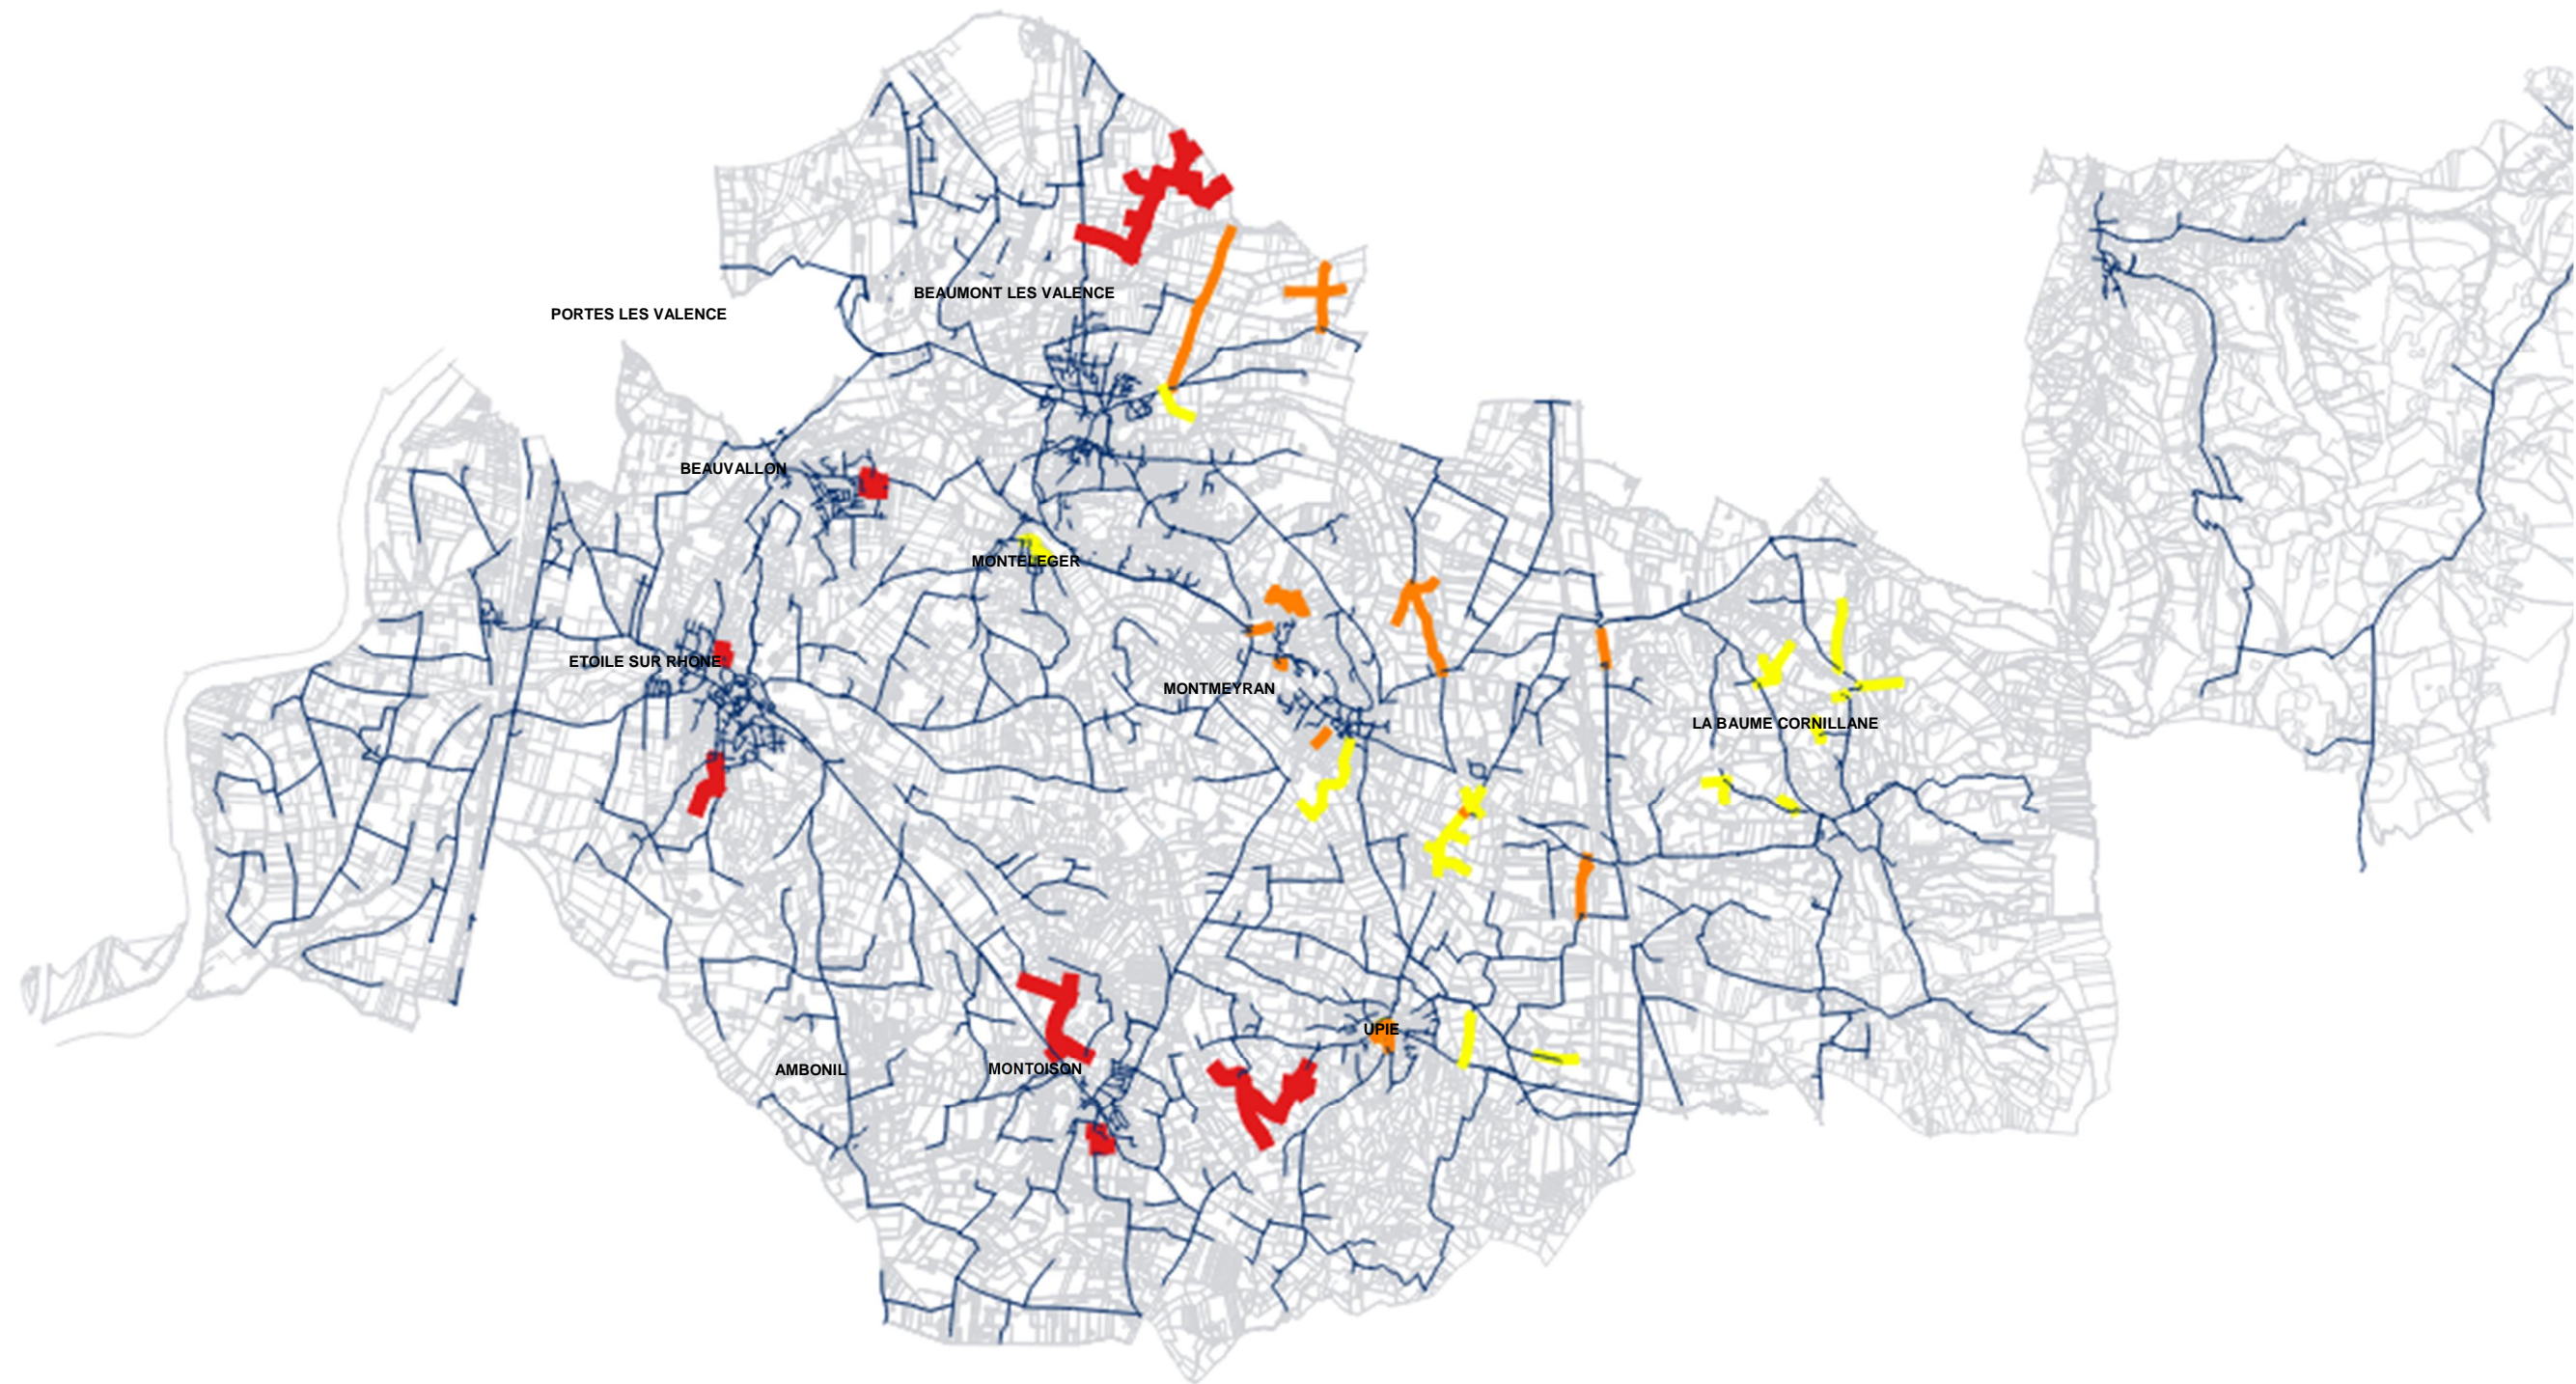 BEAUMONT LES VALENCE
PORTES LES VALENCE
BEAUVALLON
MONTELEGER
ETOILE SUR RHONE
MONTMEYRAN
LA BAUME CORNILLANE
UPIE
AMBONIL
MONTOISON